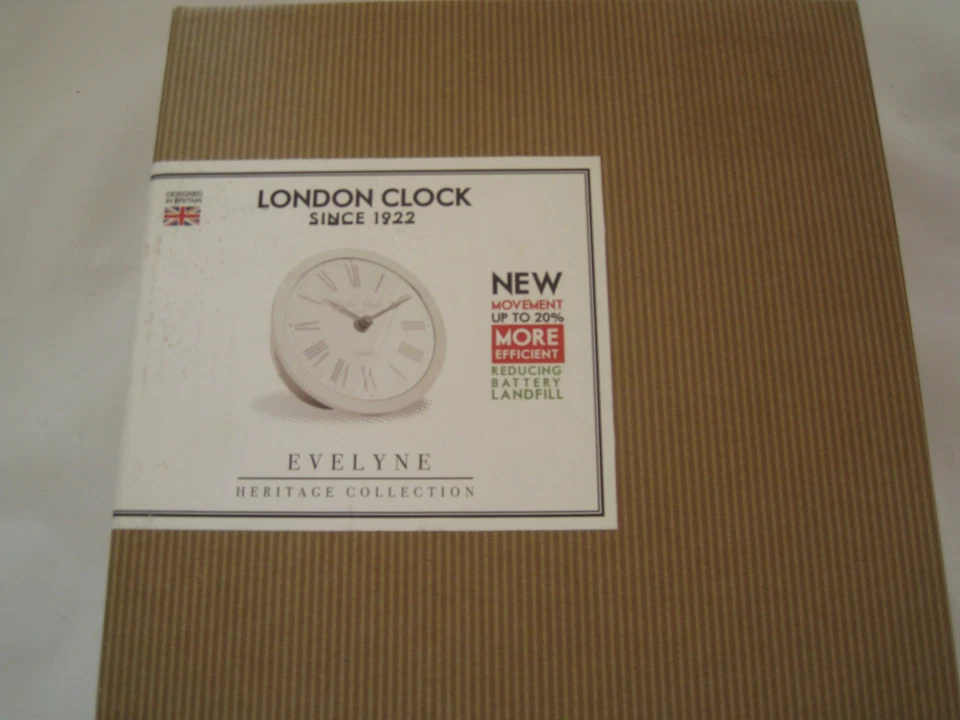 DESIGNED
IN BRITAIN
LONDON CLOCK
SINCE 1922
NEW
MOVEMENT
UP TO 20%
MORE
EFFICIENT
REDUCING
BATTERY
LANDFILL
EVELYNE
HERITAGE COLLECTION